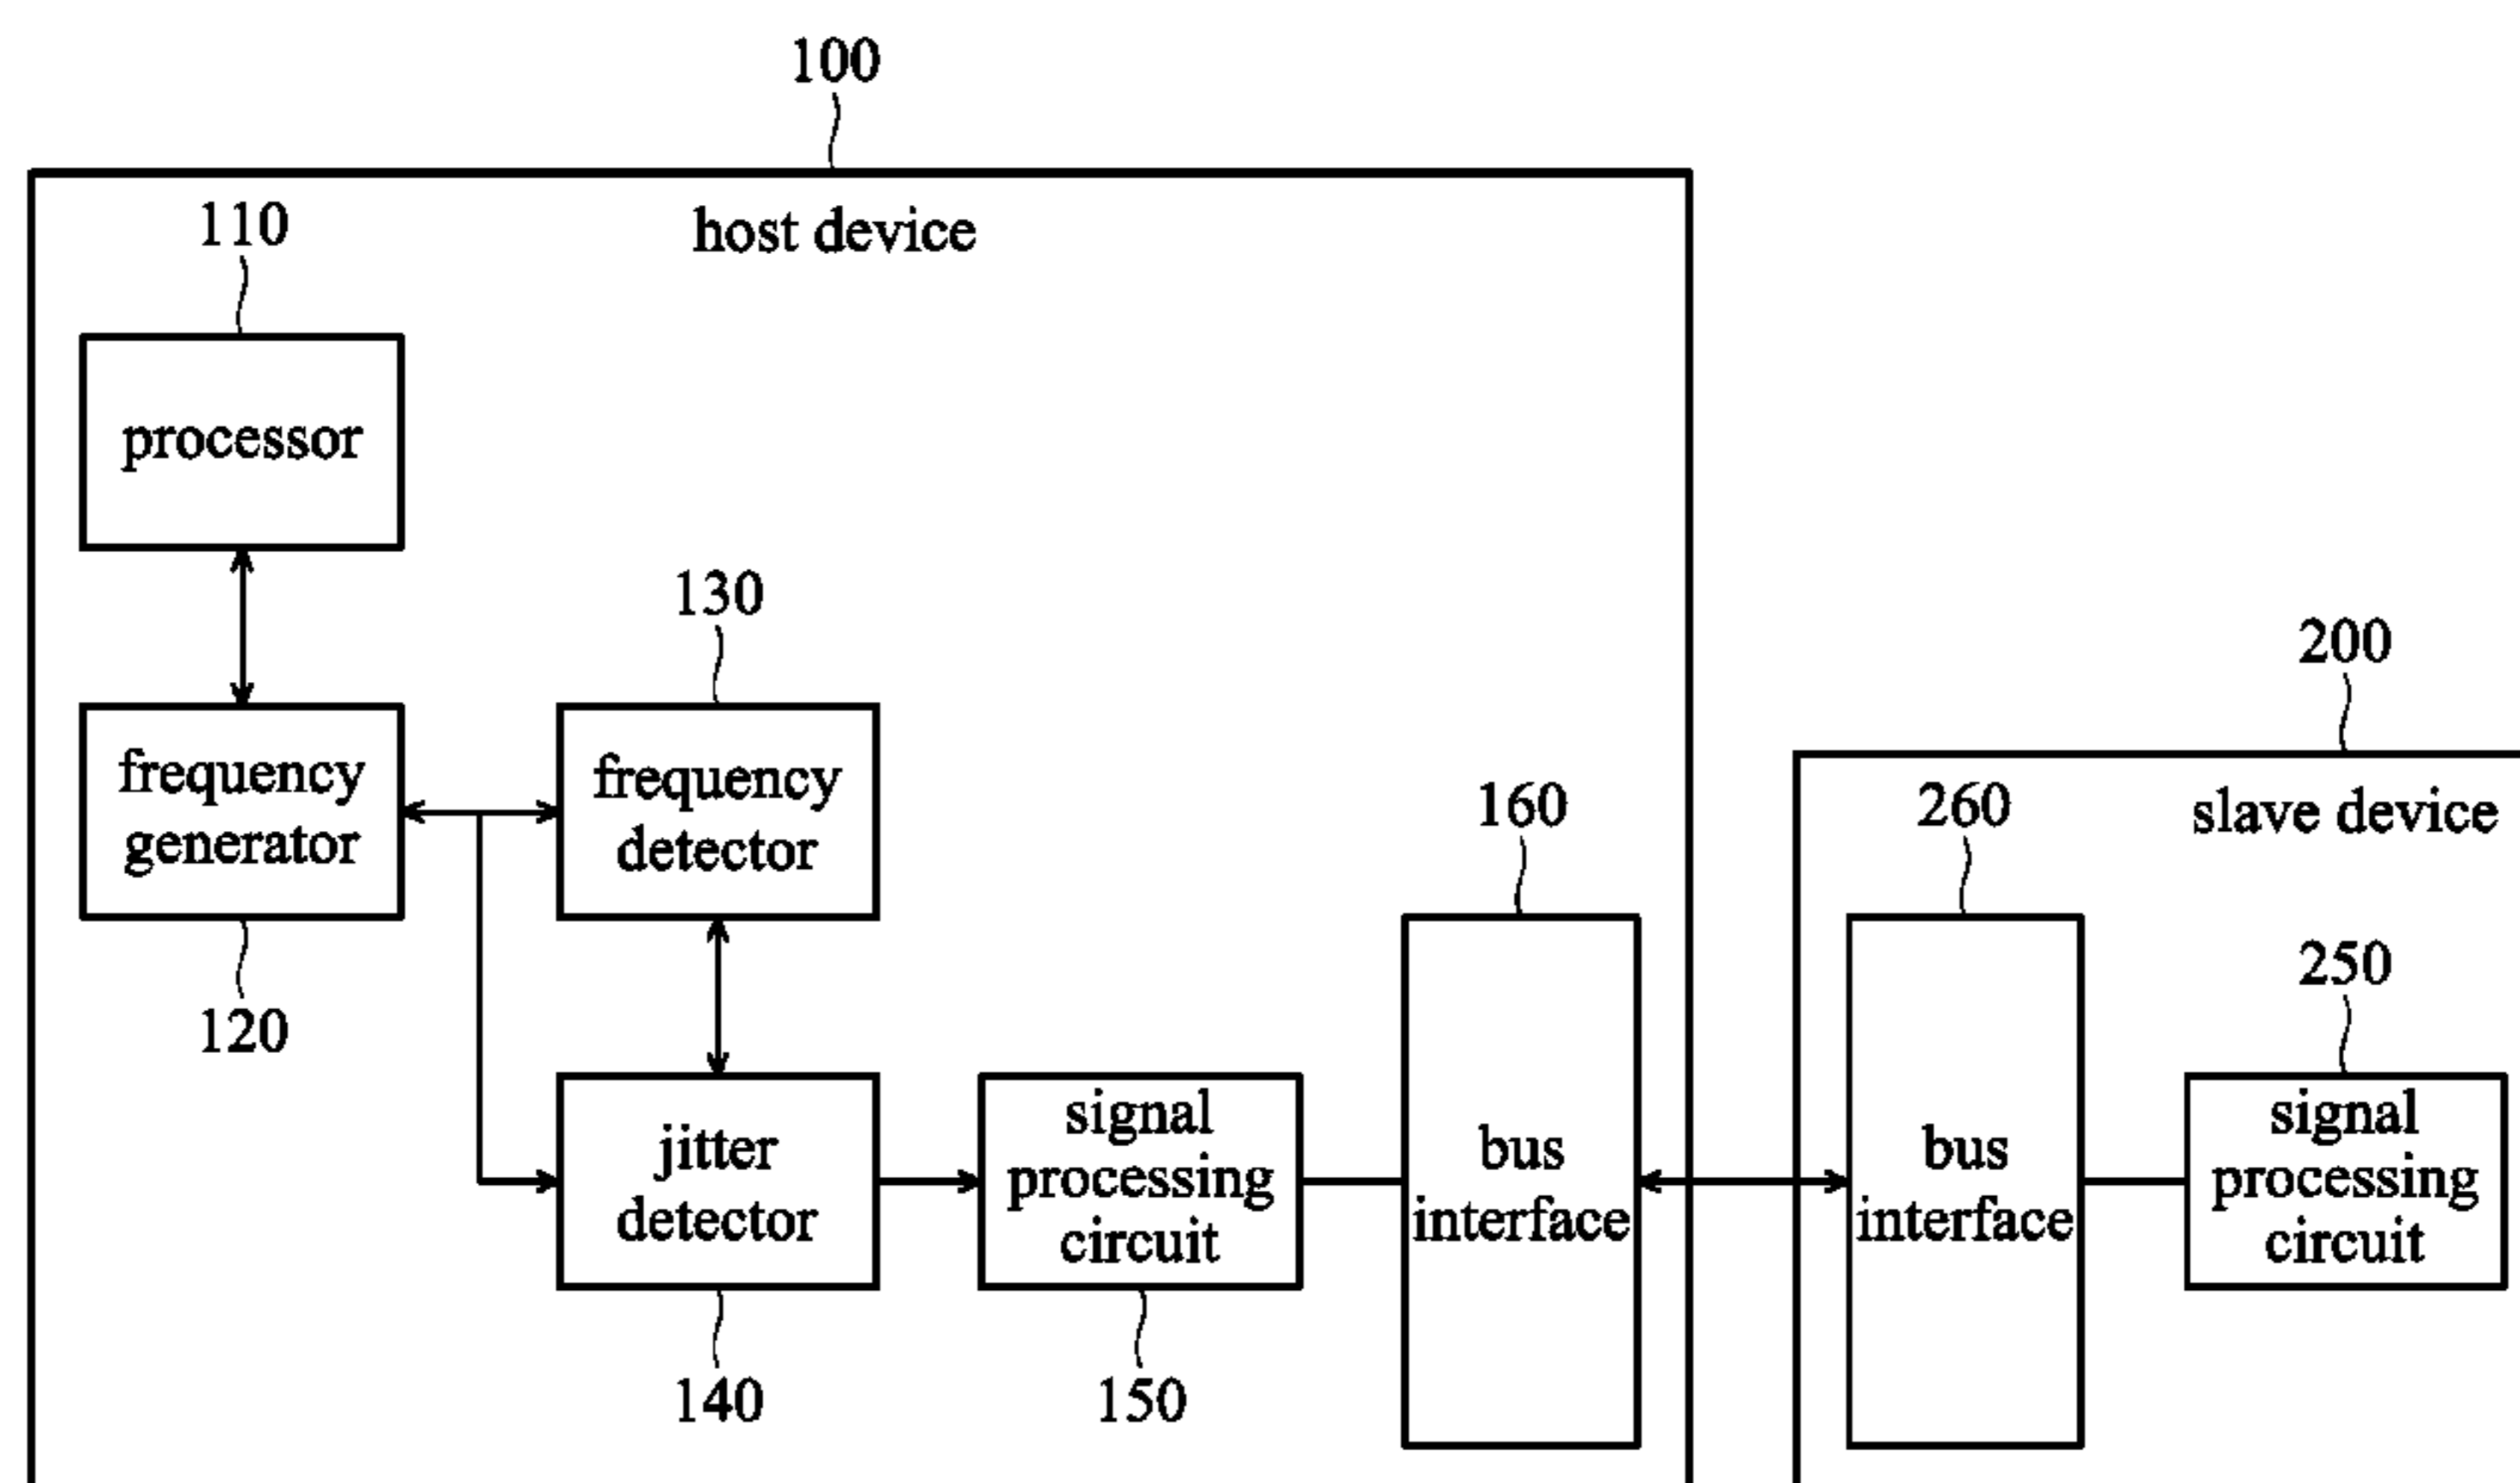 100
host device
110
processor
130
frequency
detector
frequency
generator
120
200
slave device
160
260
250
jitter
detector
140
signal
processing
circuit
150
bus
interface
bus
interface
signal
processing
circuit